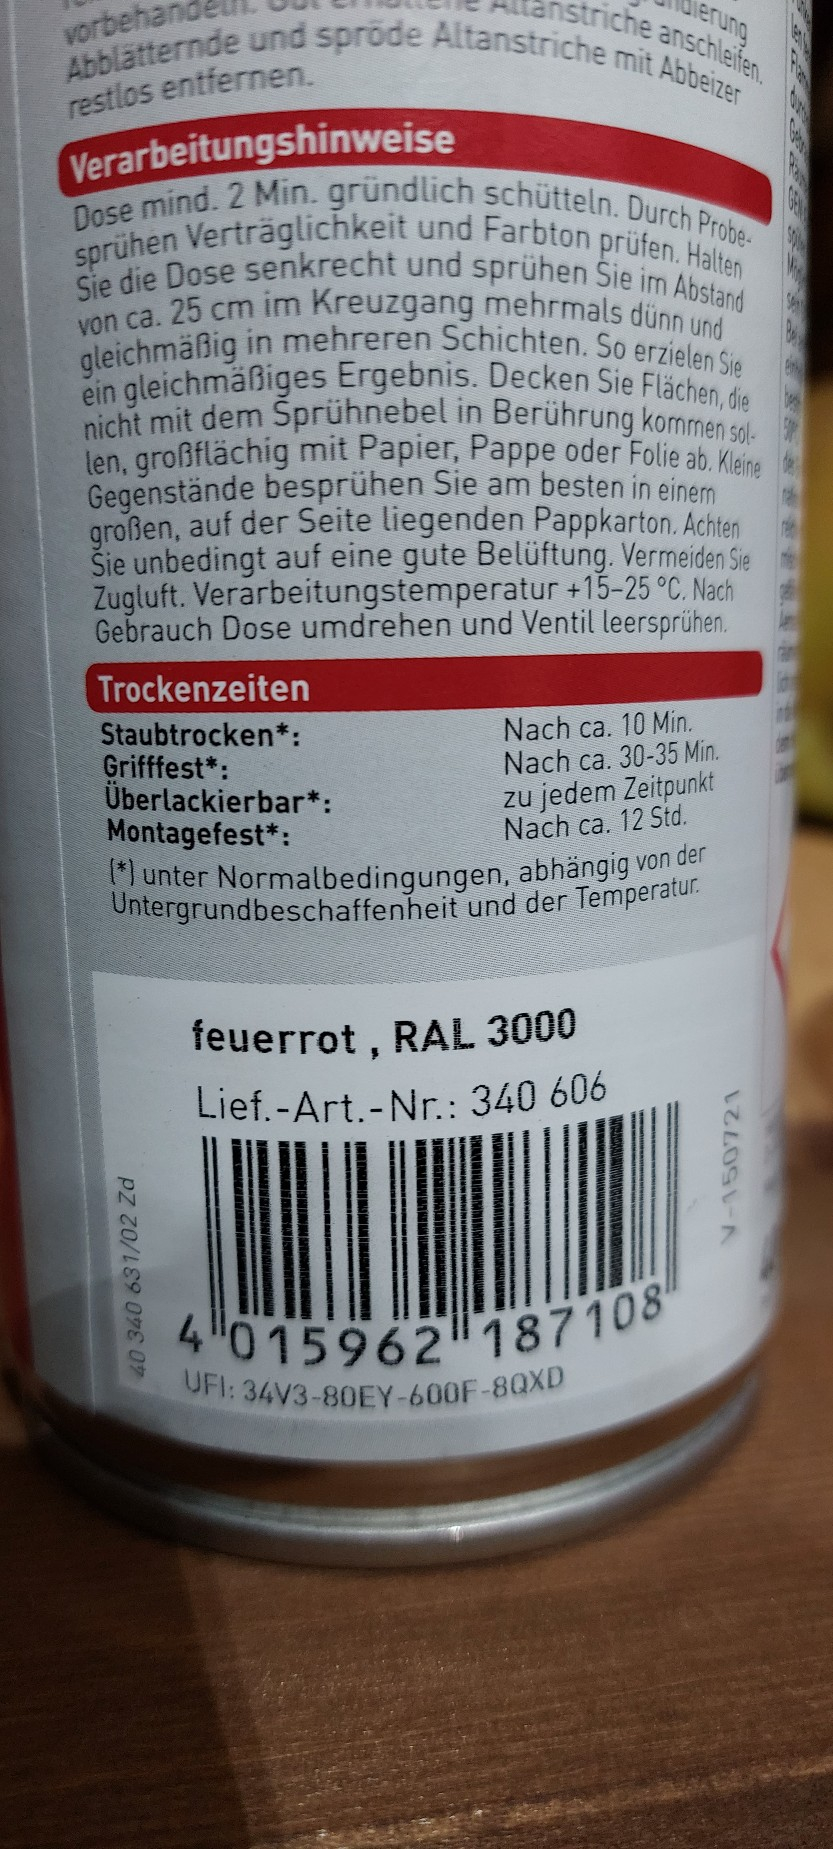 vorbehandeln. Gut erhaltene Altanstriche anschleifen.
Abblätternde und spröde Altanstriche mit Abbeizer
restlos entfernen.
Verarbeitungshinweise
Dose mind. 2 Min. gründlich schütteln. Durch Probe-
sprühen Verträglichkeit und Farbton prüfen. Halten
Sie die Dose senkrecht und sprühen Sie im Abstand
von ca. 25 cm im Kreuzgang mehrmals dünn und
gleichmäßig in mehreren Schichten. So erzielen Sie
ein gleichmäßiges Ergebnis. Decken Sie Flächen, die
nicht mit dem Sprühnebel in Berührung kommen sol-
len, großflächig mit Papier, Pappe oder Folie ab. Kleine
Gegenstände besprühen Sie am besten in einem
großen, auf der Seite liegenden Pappkarton. Achten
Sie unbedingt auf eine gute Belüftung. Vermeiden Sie
Zugluft. Verarbeitungstemperatur +15–25 °C. Nach
Gebrauch Dose umdrehen und Ventil leersprühen.
Trockenzeiten
Staubtrocken*: Nach ca. 10 Min.
Grifffest*: Nach ca. 30-35 Min.
Überlackierbar*: zu jedem Zeitpunkt
Montagefest*: Nach ca. 12 Std.
(*) unter Normalbedingungen, abhängig von der
Untergrundbeschaffenheit und der Temperatur.
feuerrot , RAL 3000
Lief.-Art.-Nr.: 340 606
40 340 631/02 Zd
V-150721
4 015962 187108
UFI: 34V3-80EY-600F-8QXD